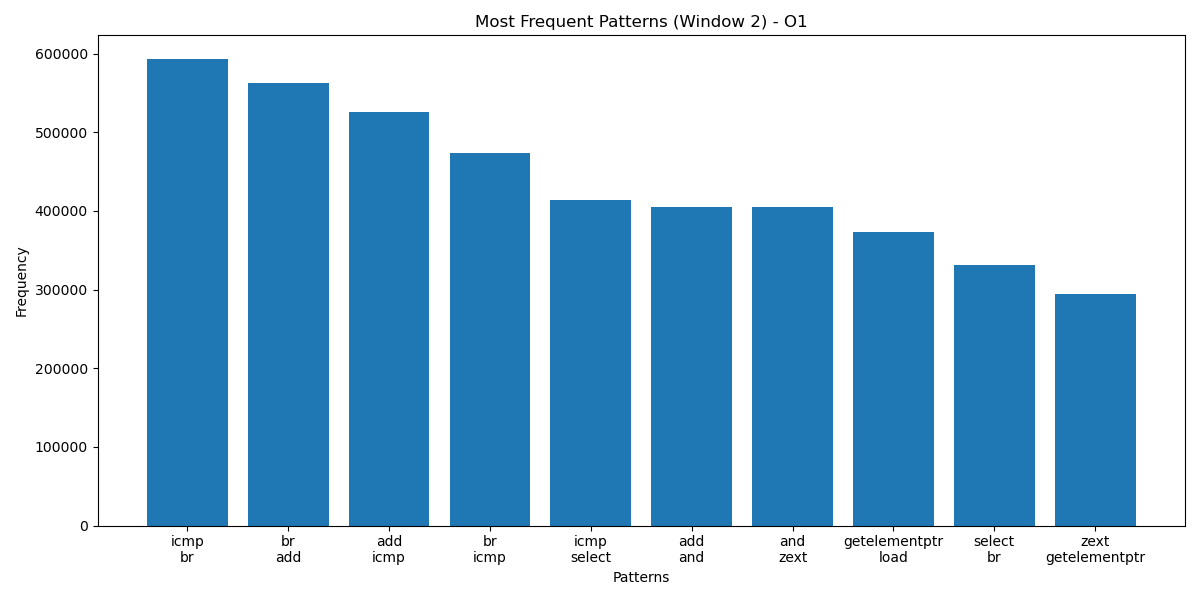 Most Frequent Patterns (Window 2) - O1
600000
500000
400000
300000
200000
100000
0
Frequency
icmp br add br icmp add and getelementptr select zext
br add icmp icmp select and zext load br getelementptr
Patterns